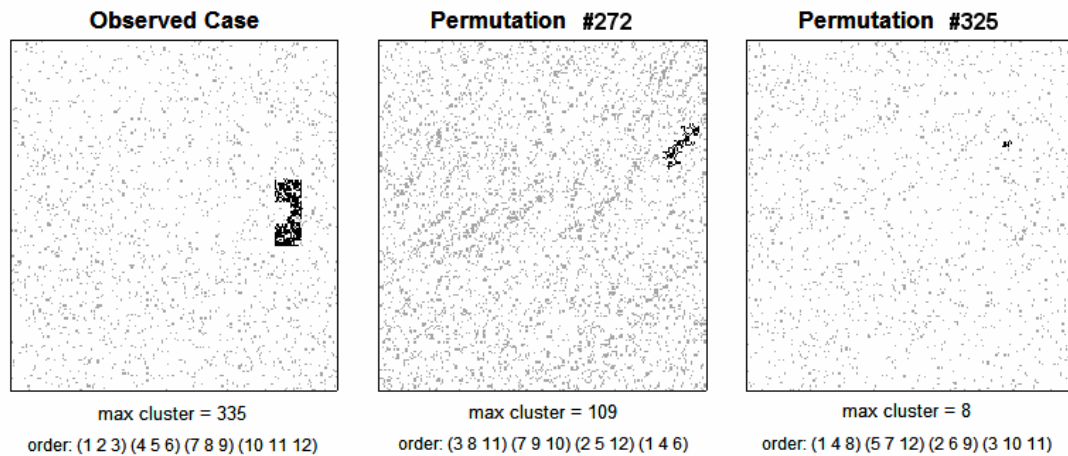 Observed Case
Permutation #272
Permutation #325
max cluster = 335
max cluster = 109
max cluster = 8
order: (1 2 3) (4 5 6) (7 8 9) (10 11 12)
order: (3 8 11) (7 9 10) (2 5 12) (1 4 6)
order: (1 4 8) (5 7 12) (2 6 9) (3 10 11)